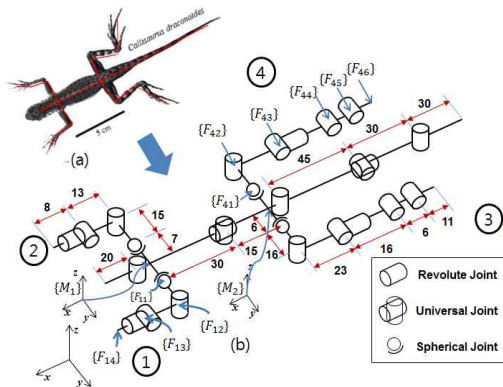 Callisaurus draconoides
5 cm
(a)
4
{F₄₆}
{F₄₅}
{F₄₄}
{F₄₃}
{F₄₂}
30
30
45
{F₄₁}
8
13
15
7
2
20
6
15
30
16
3
11
6
16
23
z
{M₁}
x
y
{F₁₁}
z
{M₂}
x
y
{F₁₂}
{F₁₃}
{F₁₄}
1
(b)
z
x
y
Revolute Joint
Universal Joint
Spherical Joint